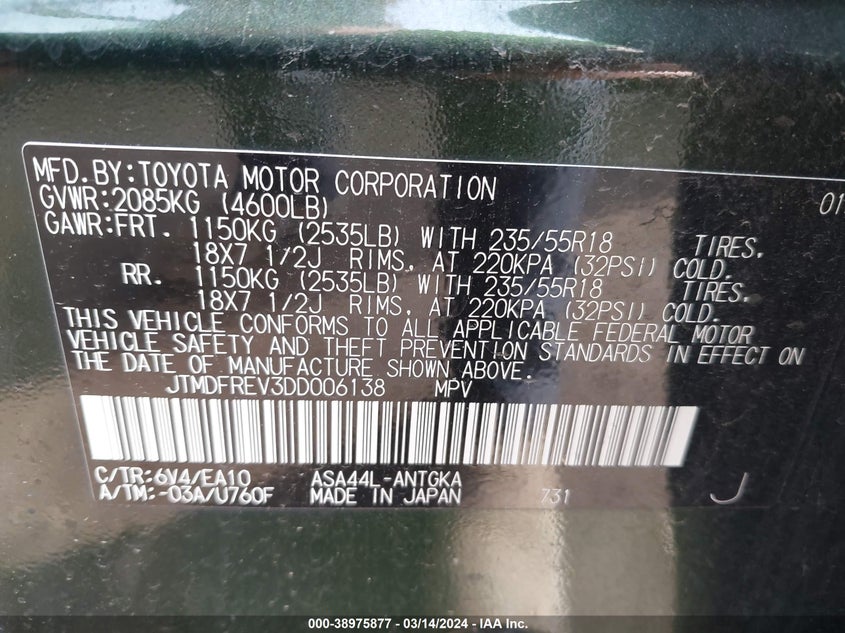 MFD.BY:TOYOTA MOTOR CORPORATION 01
GVWR:2085KG (4600LB)
GAWR:FRT. 1150KG (2535LB) WITH 235/55R18 TIRES.
18X7 1/2J RIMS, AT 220KPA (32PSI) COLD.
RR. 1150KG (2535LB) WITH 235/55R18 TIRES.
18X7 1/2J RIMS, AT 220KPA (32PSI) COLD.
THIS VEHICLE CONFORMS TO ALL APPLICABLE FEDERAL MOTOR
VEHICLE SAFETY AND THEFT PREVENTION STANDARDS IN EFFECT ON
THE DATE OF MANUFACTURE SHOWN ABOVE.
JTMDFREV3DD006138 MPV
C/TR:6V4/EA10 ASA44L-ANTGKA
A/TM:-03A/U760F MADE IN JAPAN 731 J
000-38975877 - 03/14/2024 - IAA Inc.